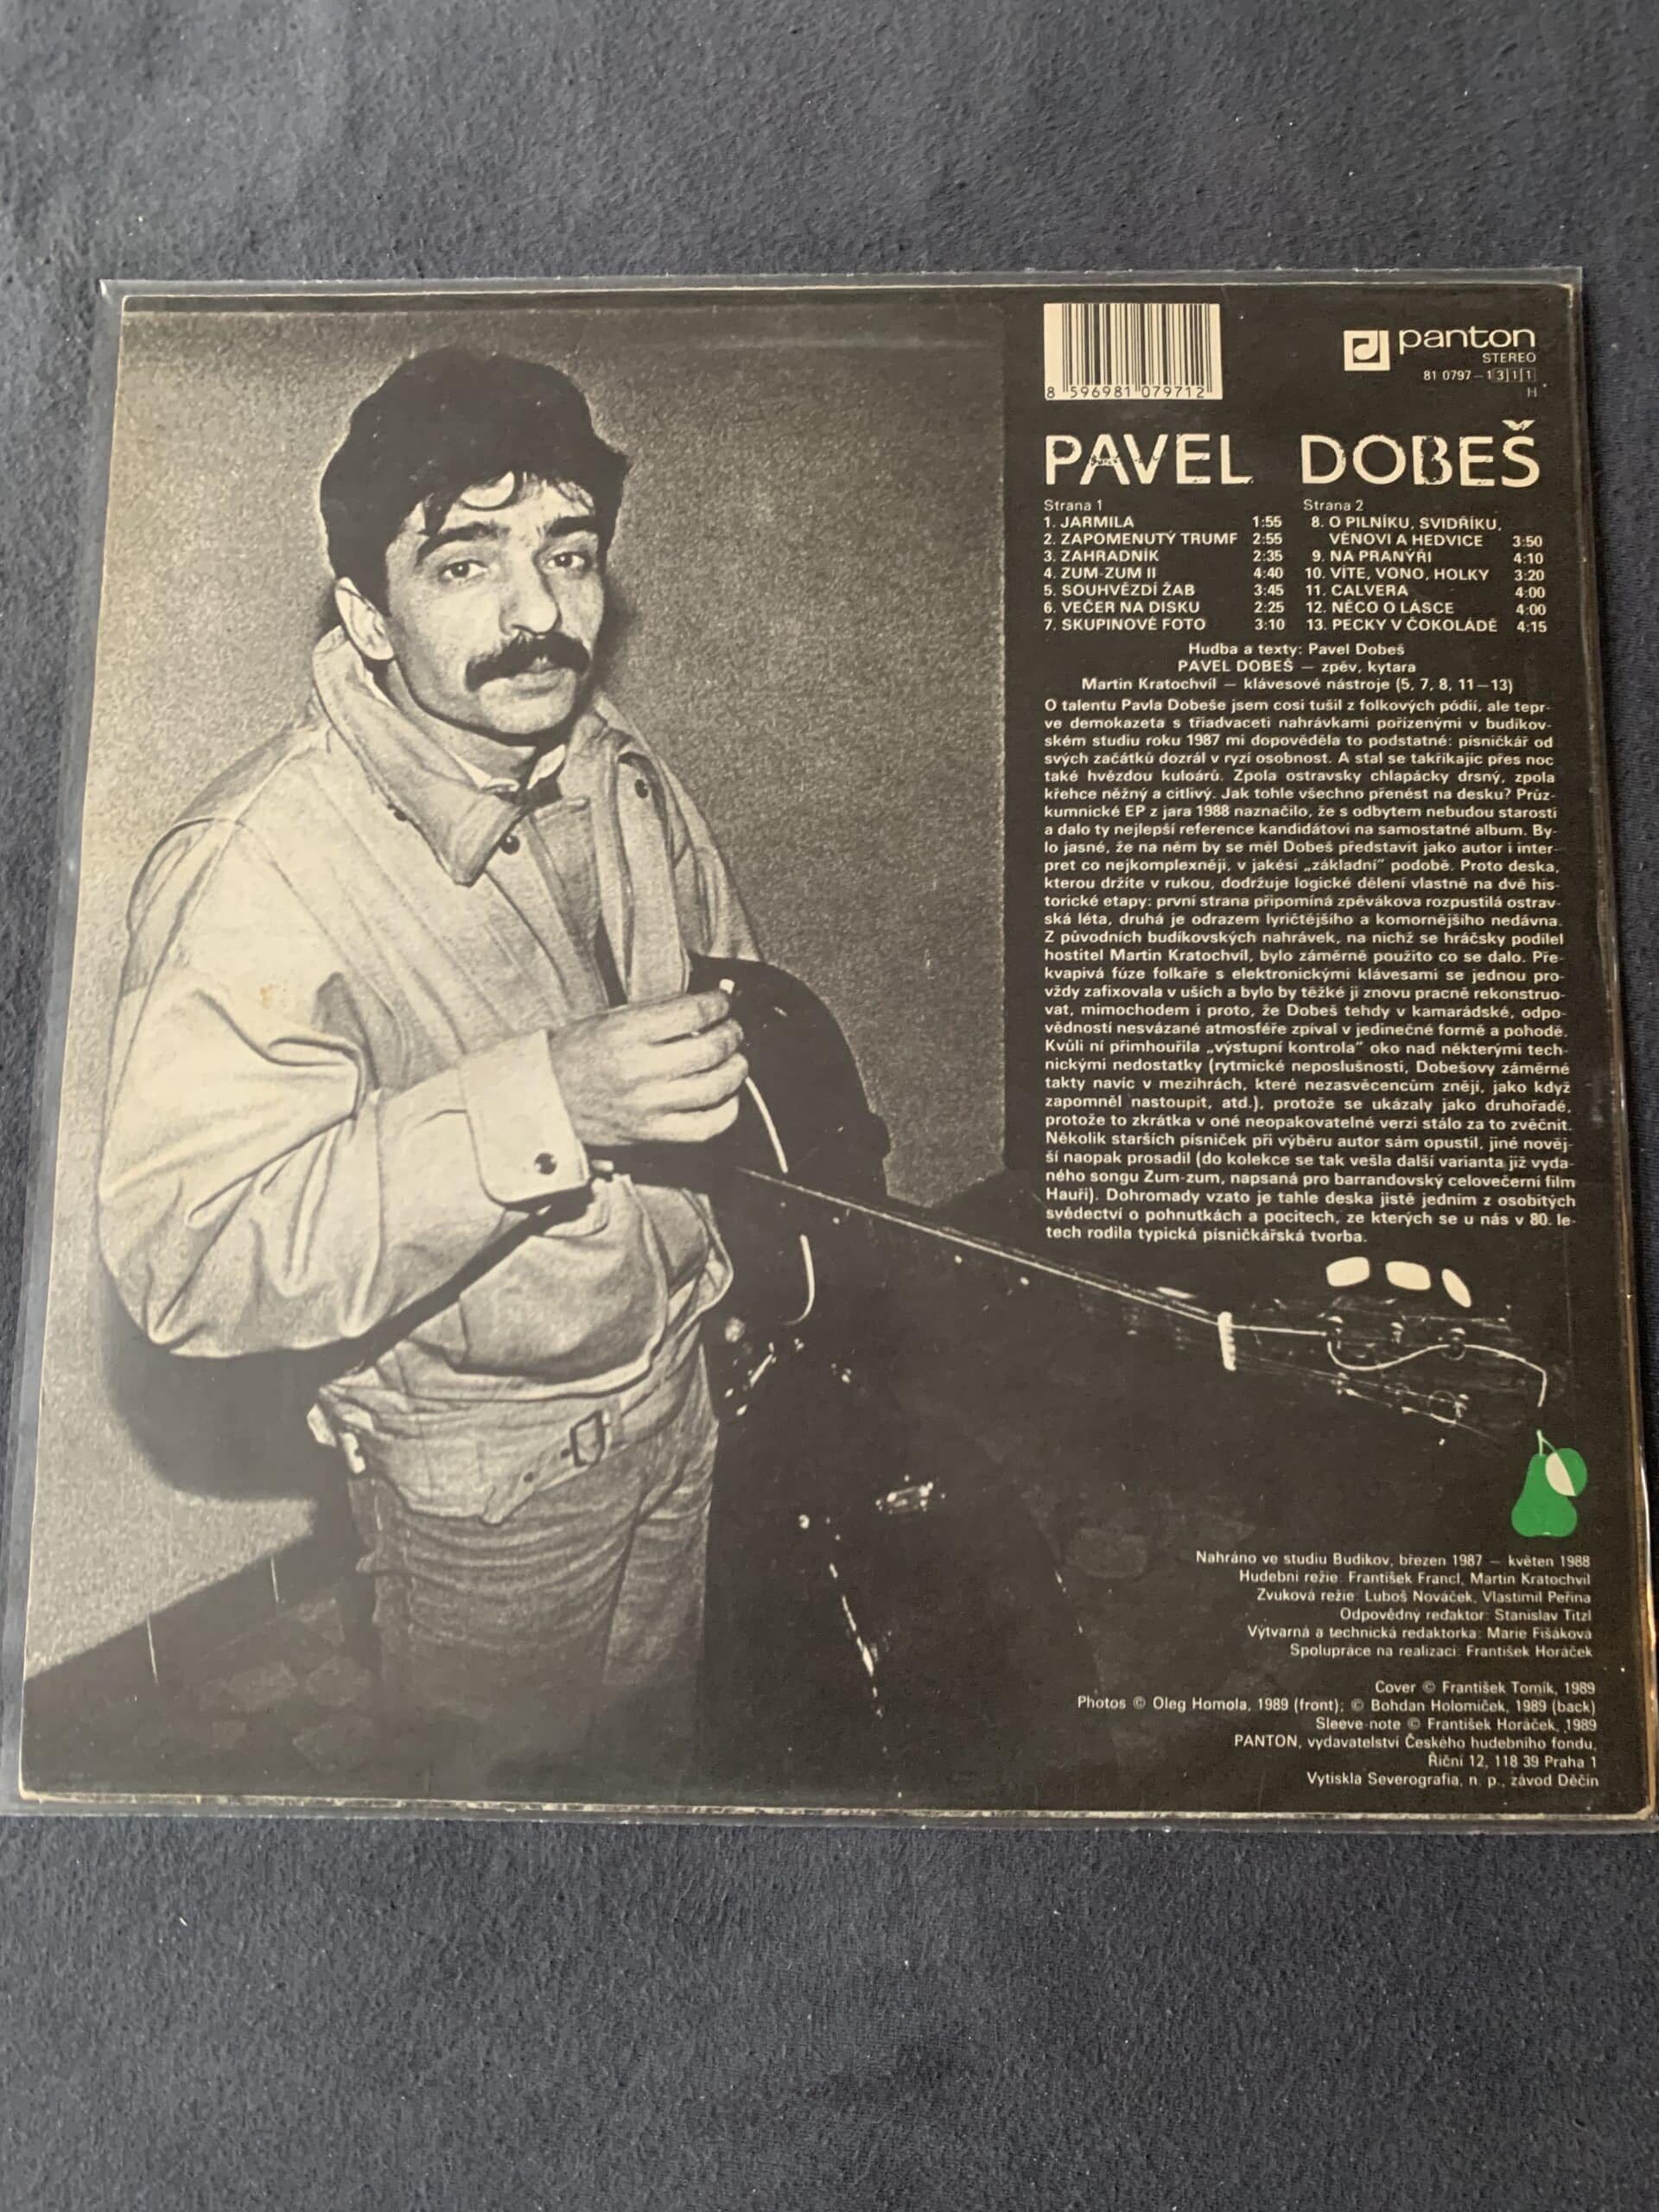 8 596981 079712
panton
STEREO
81 0797–1 3|1|1
H
PAVEL DOBEŠ
Strana 1
1. JARMILA 1:55
2. ZAPOMENUTÝ TRUMF 2:55
3. ZAHRADNÍK 2:35
4. ZUM-ZUM II 4:40
5. SOUHVĚZDÍ ŽAB 3:45
6. VEČER NA DISKU 2:25
7. SKUPINOVÉ FOTO 3:10
Strana 2
8. O PILNÍKU, SVIDŘÍKU,
VĚNOVI A HEDVICE 3:50
9. NA PRANÝŘI 4:10
10. VÍTE, VONO, HOLKY 3:20
11. CALVERA 4:00
12. NĚCO O LÁSCE 4:00
13. PECKY V ČOKOLÁDĚ 4:15
Hudba a texty: Pavel Dobeš
PAVEL DOBEŠ — zpěv, kytara
Martin Kratochvíl — klávesové nástroje (5, 7, 8, 11—13)
O talentu Pavla Dobeše jsem cosi tušil z folkových pódií, ale tepr-
ve demokazeta s třiadvaceti nahrávkami pořízenými v budíkov-
ském studiu roku 1987 mi dopověděla to podstatné: písničkář od
svých začátků dozrál v ryzí osobnost. A stal se takříkajíc přes noc
také hvězdou kuloárů. Zpola ostravsky chlapácky drsný, zpola
křehce něžný a citlivý. Jak tohle všechno přenést na desku? Průz-
kumnické EP z jara 1988 naznačilo, že s odbytem nebudou starosti
a dalo ty nejlepší reference kandidátovi na samostatné album. By-
lo jasné, že na něm by se měl Dobeš představit jako autor i inter-
pret co nejkomplexněji, v jakési „základní" podobě. Proto deska,
kterou držíte v rukou, dodržuje logické dělení vlastně na dvě his-
torické etapy: první strana připomíná zpěvákova rozpustilá ostrav-
ská léta, druhá je odrazem lyričtějšího a komornějšího nedávna.
Z původních budíkovských nahrávek, na nichž se hráčsky podílel
hostitel Martin Kratochvíl, bylo záměrně použito co se dalo. Pře-
kvapivá fúze folkaře s elektronickými klávesami se jednou pro-
vždy zafixovala v uších a bylo by těžké ji znovu pracně rekonstruo-
vat, mimochodem i proto, že Dobeš tehdy v kamarádské, odpo-
vědností nesvázané atmosféře zpíval v jedinečné formě a pohodě.
Kvůli ní přimhouřila „výstupní kontrola" oko nad některými tech-
nickými nedostatky (rytmické neposlušnosti, Dobešovy záměrné
takty navíc v mezihrách, které nezasvěcencům znějí, jako když
zapomněl nastoupit, atd.), protože se ukázaly jako druhořadé,
protože to zkrátka v oné neopakovatelné verzi stálo za to zvěčnit.
Několik starších písniček při výběru autor sám opustil, jiné nověj-
ší naopak prosadil (do kolekce se tak vešla další varianta již vyda-
ného songu Zum-zum, napsaná pro barrandovský celovečerní film
Hauři). Dohromady vzato je tahle deska jistě jedním z osobitých
svědectví o pohnutkách a pocitech, ze kterých se u nás v 80. le-
tech rodila typická písničkářská tvorba.
Nahráno ve studiu Budíkov, březen 1987 — květen 1988
Hudební režie: František Francl, Martin Kratochvíl
Zvuková režie: Luboš Nováček, Vlastimil Peřina
Odpovědný redaktor: Stanislav Titzl
Výtvarná a technická redaktorka: Marie Fišáková
Spolupráce na realizaci: František Horáček
Cover © František Tomík, 1989
Photos © Oleg Homola, 1989 (front); © Bohdan Holomíček, 1989 (back)
Sleeve-note © František Horáček, 1989
PANTON, vydavatelství Českého hudebního fondu,
Říční 12, 118 39 Praha 1
Vytiskla Severografia, n. p., závod Děčín